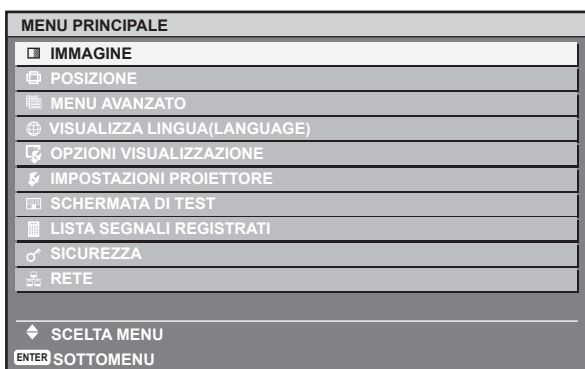 MENU PRINCIPALE
IMMAGINE
POSIZIONE
MENU AVANZATO
VISUALIZZA LINGUA(LANGUAGE)
OPZIONI VISUALIZZAZIONE
IMPOSTAZIONI PROIETTORE
SCHERMATA DI TEST
LISTA SEGNALI REGISTRATI
SICUREZZA
RETE
SCELTA MENU
ENTER SOTTOMENU